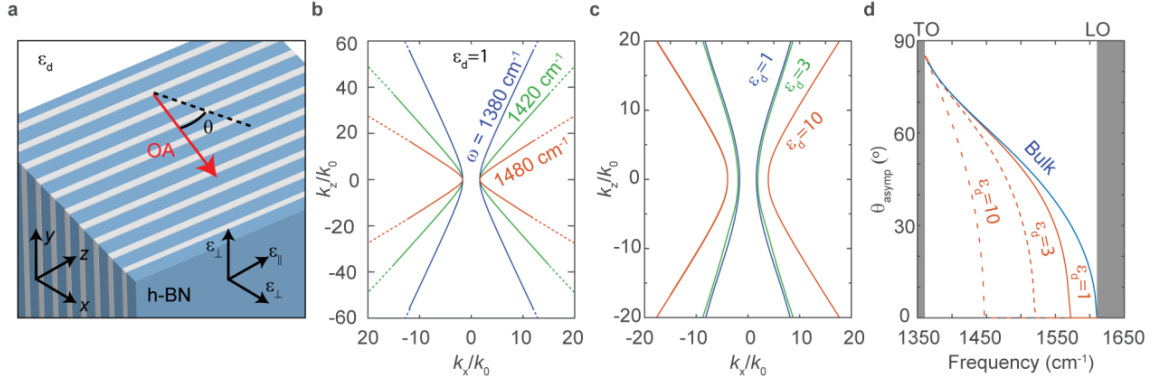 a
ε_d
θ
OA
y
z
x
ε_⊥
ε_∥
ε_⊥
h-BN
b
ε_d=1
ω = 1380 cm⁻¹
1420 cm⁻¹
1480 cm⁻¹
60
40
20
0
-20
-40
-60
k_z/k_0
20
-10
0
10
20
k_x/k_0
c
ε_d=1
ε_d=3
ε_d=10
20
10
0
-10
-20
k_z/k_0
-20
-10
0
10
20
k_x/k_0
d
TO
LO
90
60
30
0
θ_asymp (º)
Bulk
ε_d=10
ε_d=3
ε_d=1
1350
1450
1550
1650
Frequency (cm⁻¹)